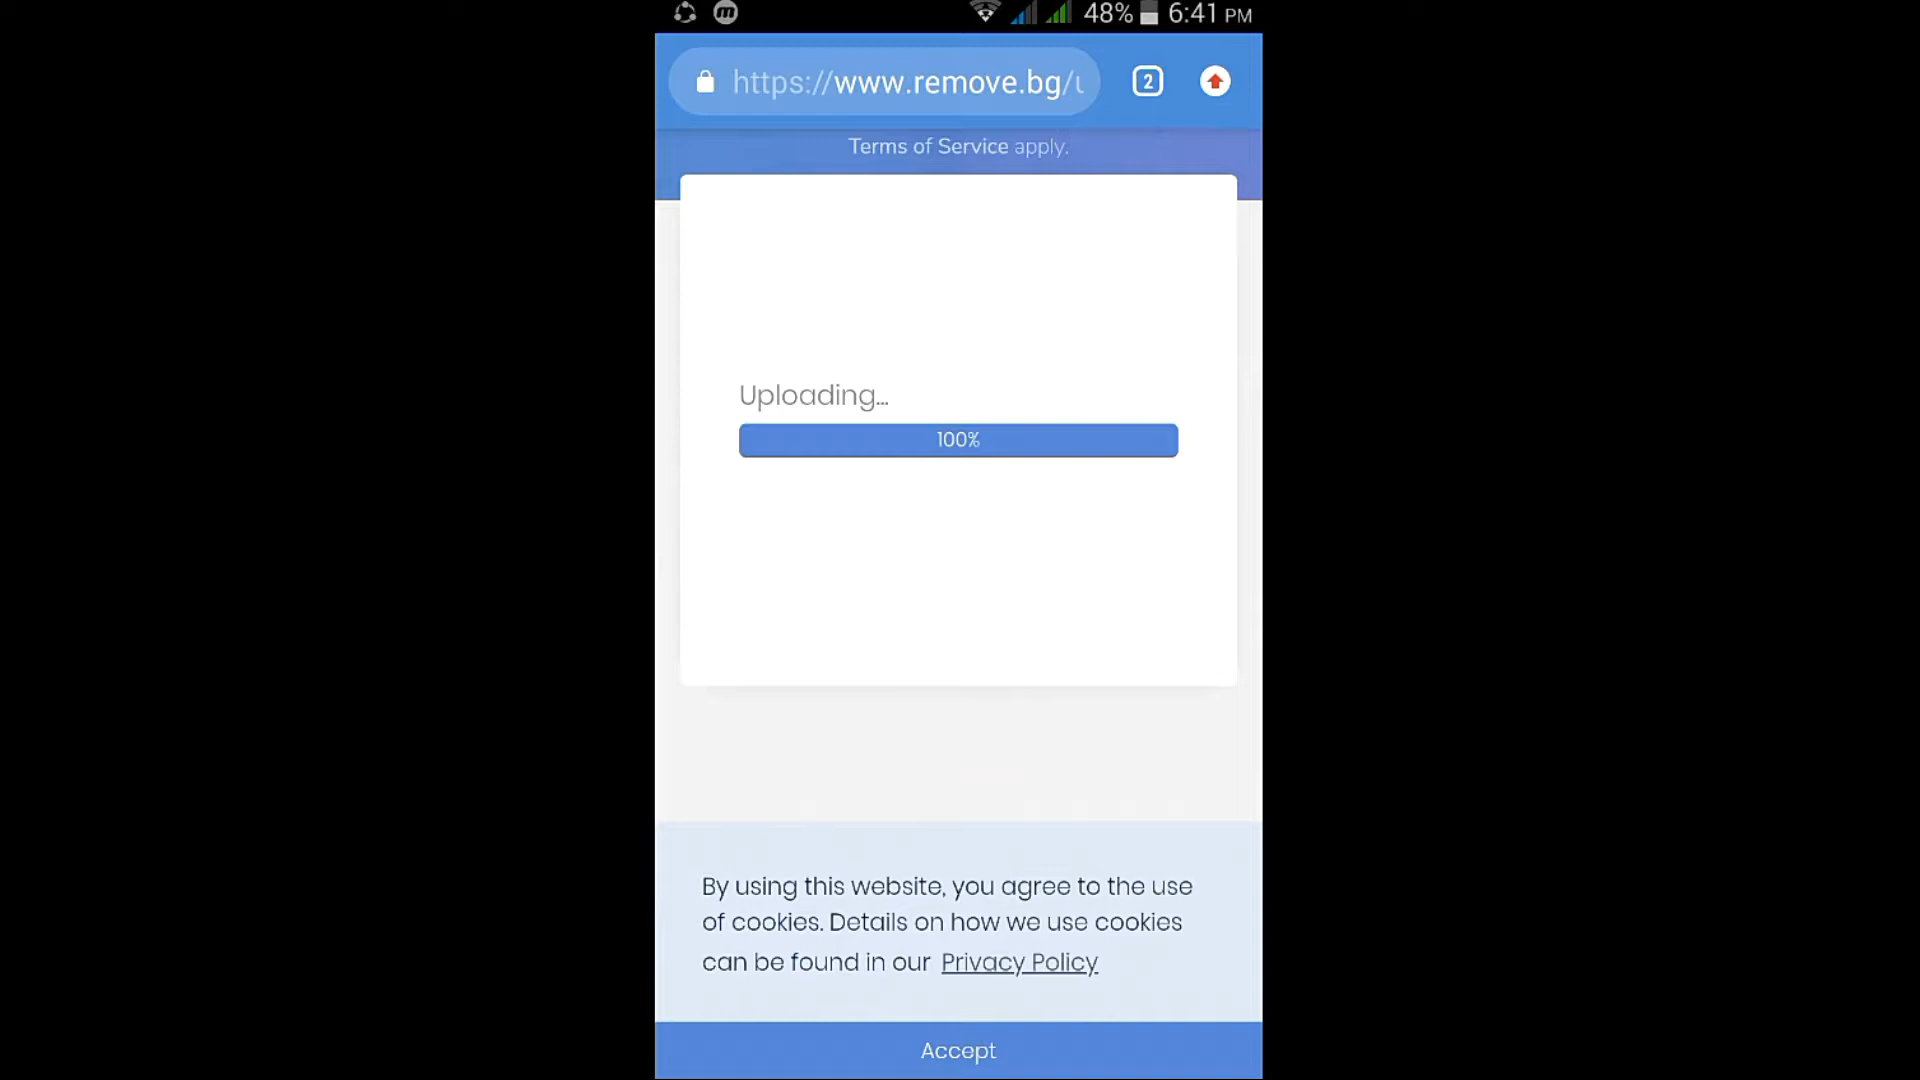 48% 6:41 PM
https://www.remove.bg/u
2
Terms of Service apply.
Uploading...
100%
By using this website, you agree to the use
of cookies. Details on how we use cookies
can be found in our Privacy Policy
Accept